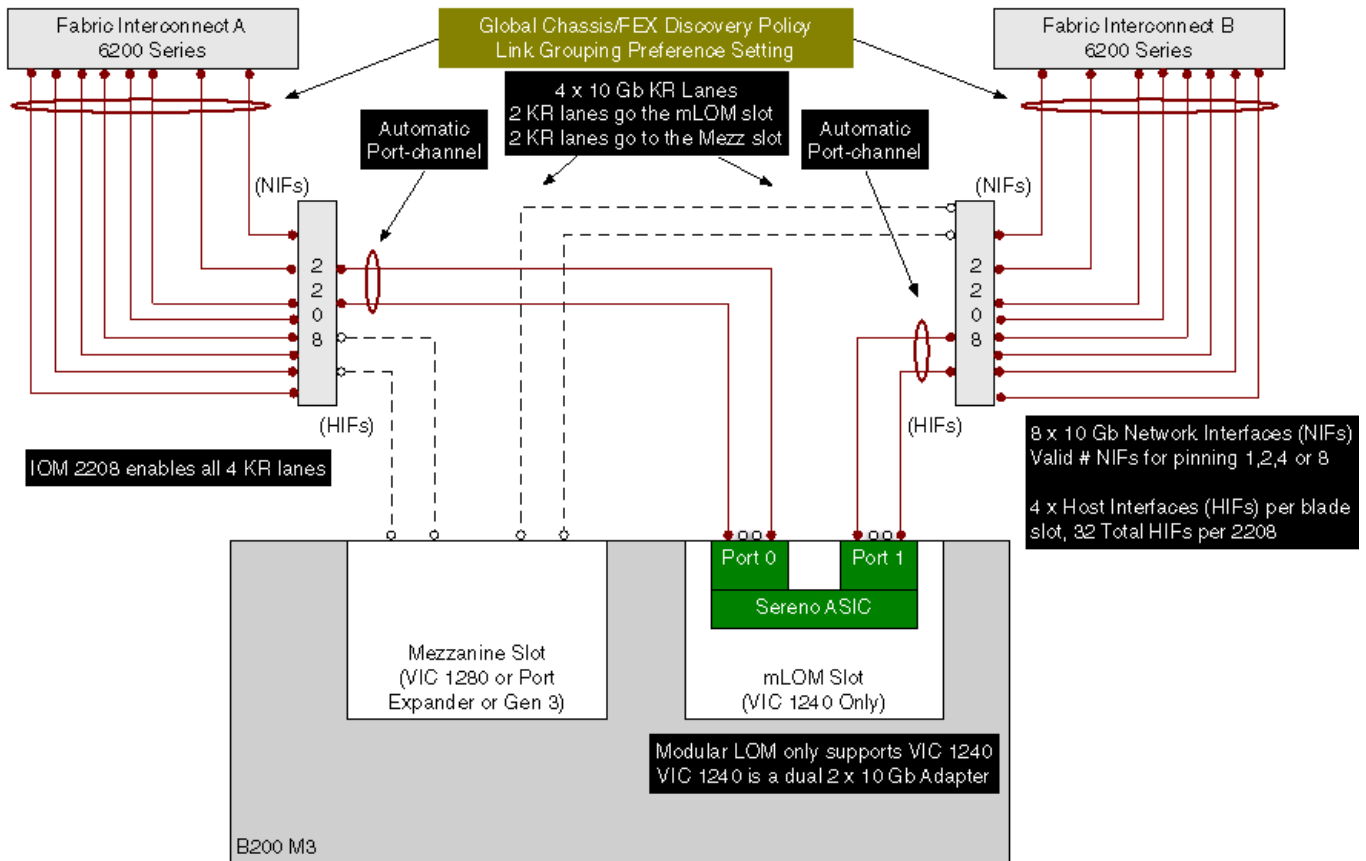 Fabric Interconnect A
6200 Series
Global Chassis/FEX Discovery Policy
Link Grouping Preference Setting
Fabric Interconnect B
6200 Series
4 x 10 Gb KR Lanes
2 KR lanes go the mLOM slot
2 KR lanes go to the Mezz slot
Automatic
Port-channel
Automatic
Port-channel
(NIFs)
(NIFs)
2
2
0
8
2
2
0
8
(HIFs)
(HIFs)
IOM 2208 enables all 4 KR lanes
8 x 10 Gb Network Interfaces (NIFs)
Valid # NIFs for pinning 1,2,4 or 8
4 x Host Interfaces (HIFs) per blade
slot, 32 Total HIFs per 2208
Port 0
Port 1
Sereno ASIC
Mezzanine Slot
(VIC 1280 or Port
Expander or Gen 3)
mLOM Slot
(VIC 1240 Only)
Modular LOM only supports VIC 1240
VIC 1240 is a dual 2 x 10 Gb Adapter
B200 M3